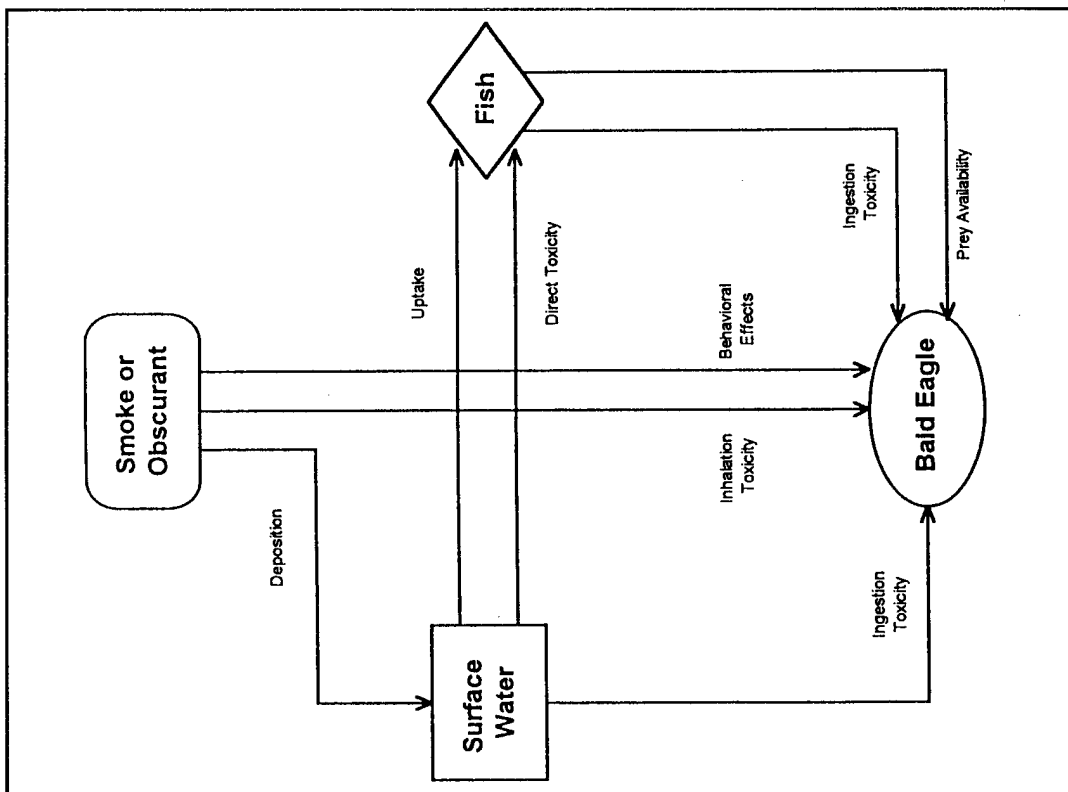 Smoke or
Obscurant
Deposition
Uptake
Fish
Direct Toxicity
Surface
Water
Inhalation
Toxicity
Behavioral
Effects
Ingestion
Toxicity
Prey Availability
Ingestion
Toxicity
Bald Eagle